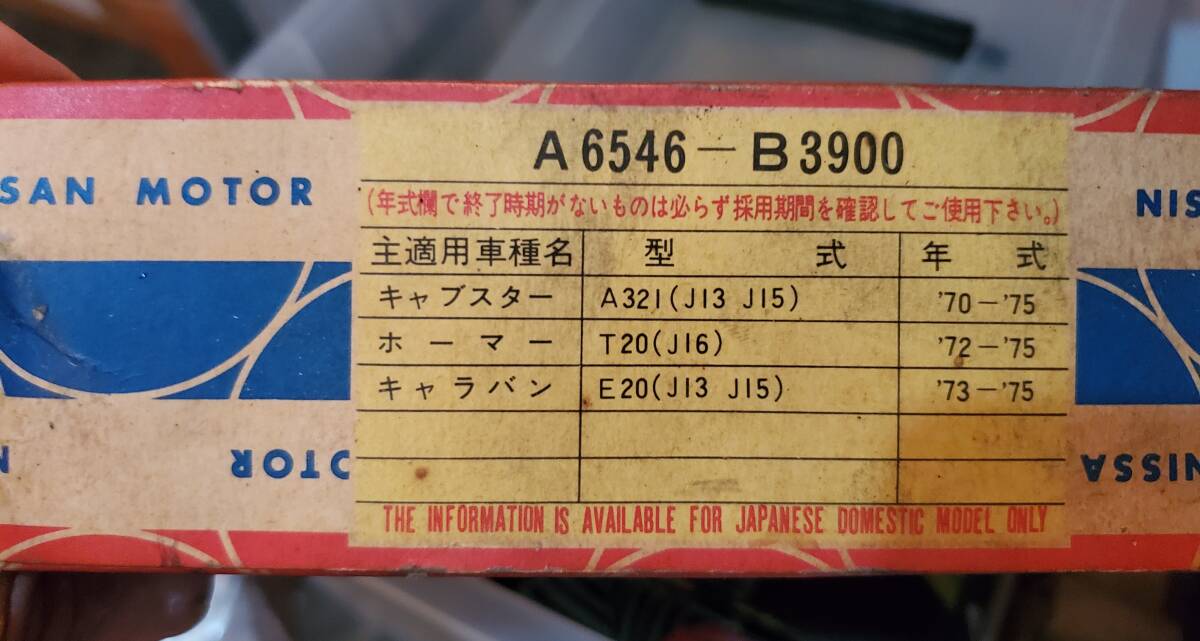 A6546-B3900
(年式欄で終了時期がないものは必らず採用期間を確認してご使用下さい。)
主適用車種名 型 式 年 式
キャブスター A321(J13 J15) '70-'75
ホーマー T20(J16) '72-'75
キャラバン E20(J13 J15) '73-'75
THE INFORMATION IS AVAILABLE FOR JAPANESE DOMESTIC MODEL ONLY
SAN MOTOR
NIS
OTOR
NISSA